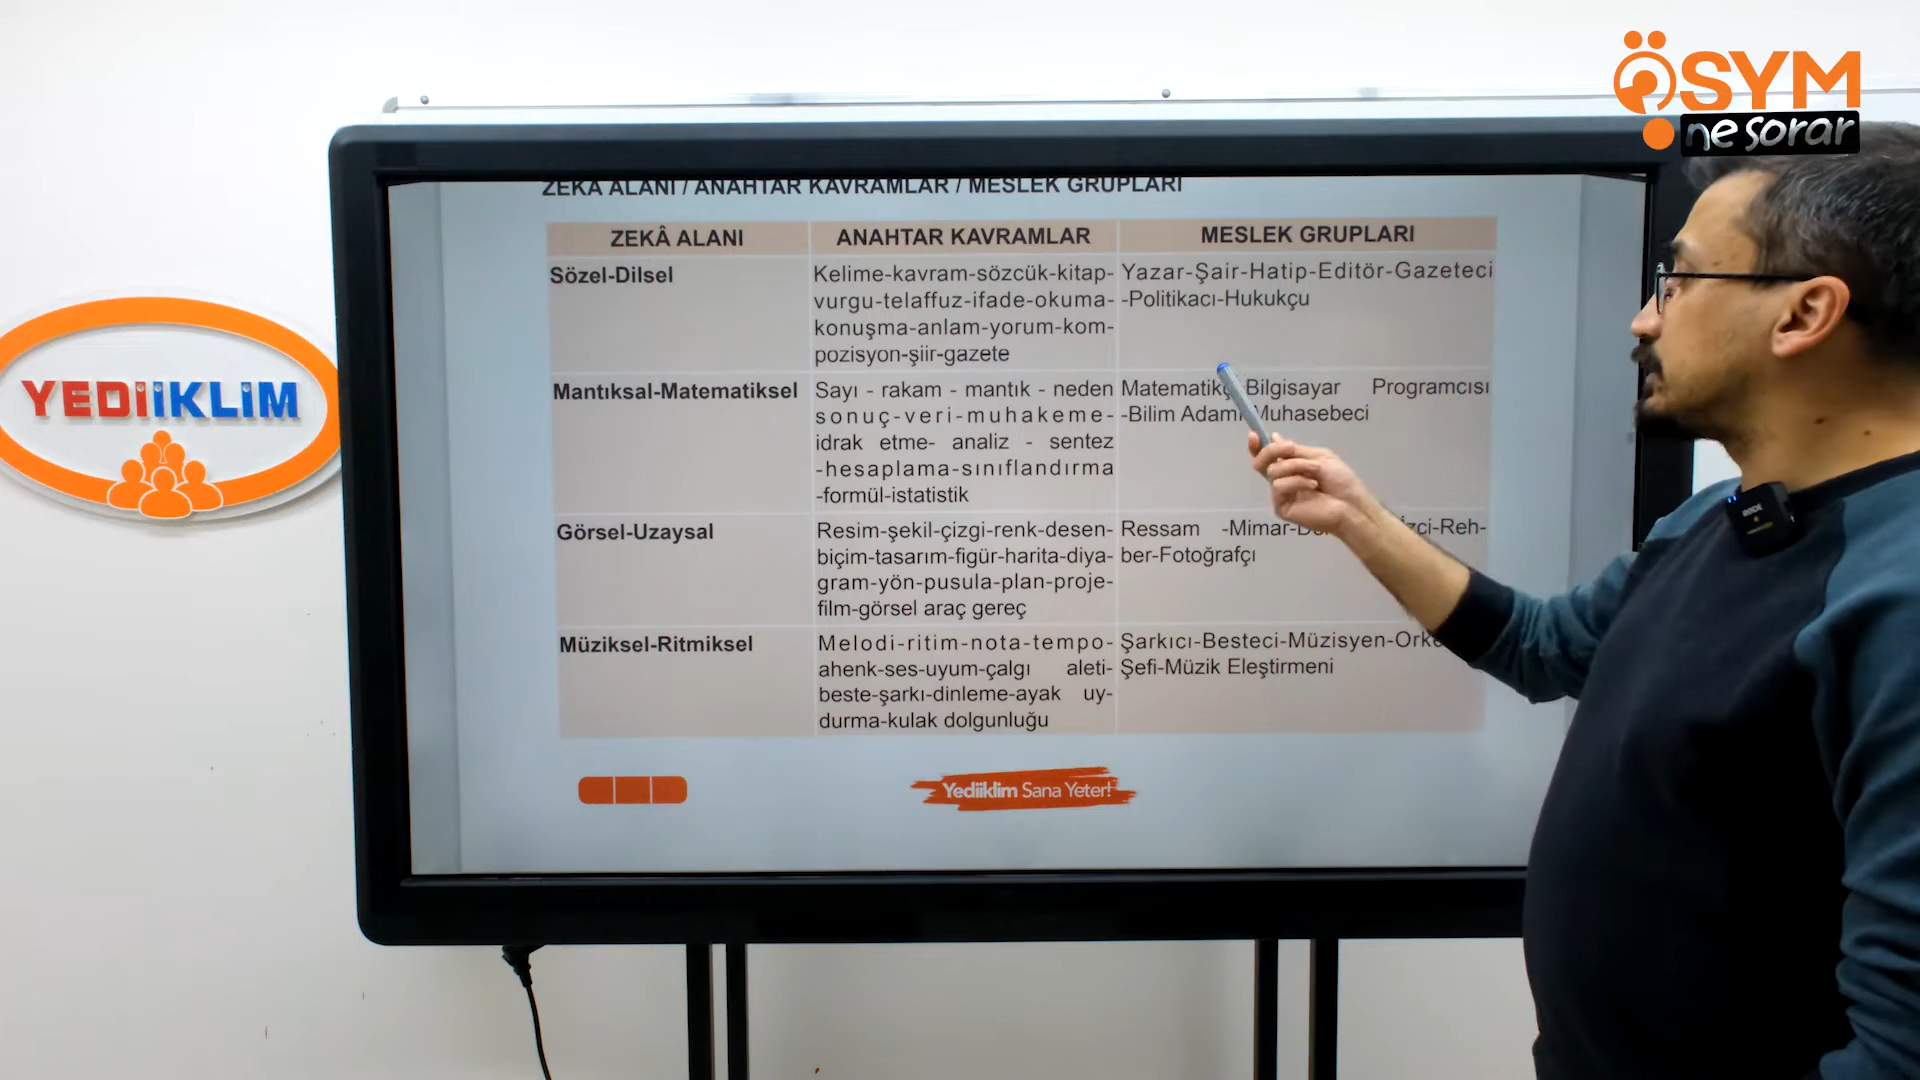 ÖSYM
ne sorar
YEDİİKLİM
ZEKÂ ALANI / ANAHTAR KAVRAMLAR / MESLEK GRUPLARI
ZEKÂ ALANI
ANAHTAR KAVRAMLAR
MESLEK GRUPLARI
Sözel-Dilsel
Kelime-kavram-sözcük-kitap-
vurgu-telaffuz-ifade-okuma-
konuşma-anlam-yorum-kom-
pozisyon-şiir-gazete
Yazar-Şair-Hatip-Editör-Gazeteci
-Politikacı-Hukukçu
Mantıksal-Matematiksel
Sayı - rakam - mantık - neden
sonuç-veri-muhakeme-
idrak etme- analiz - sentez
-hesaplama-sınıflandırma
-formül-istatistik
Bilgisayar Programcısı
-Bilim Muhasebeci
Görsel-Uzaysal
Resim-şekil-çizgi-renk-desen-
biçim-tasarım-figür-harita-diya-
gram-yön-pusula-plan-proje-
film-görsel araç gereç
Ressam -Mimar- İzci-Reh-
ber-Fotoğrafçı
Müziksel-Ritmiksel
Melodi-ritim-nota-tempo-
ahenk-ses-uyum-çalgı aleti-
beste-şarkı-dinleme-ayak uy-
durma-kulak dolgunluğu
Şarkıcı-Besteci-Müzisyen-
Şefi-Müzik Eleştirmeni
Yediiklim Sana Yeter!
RODE